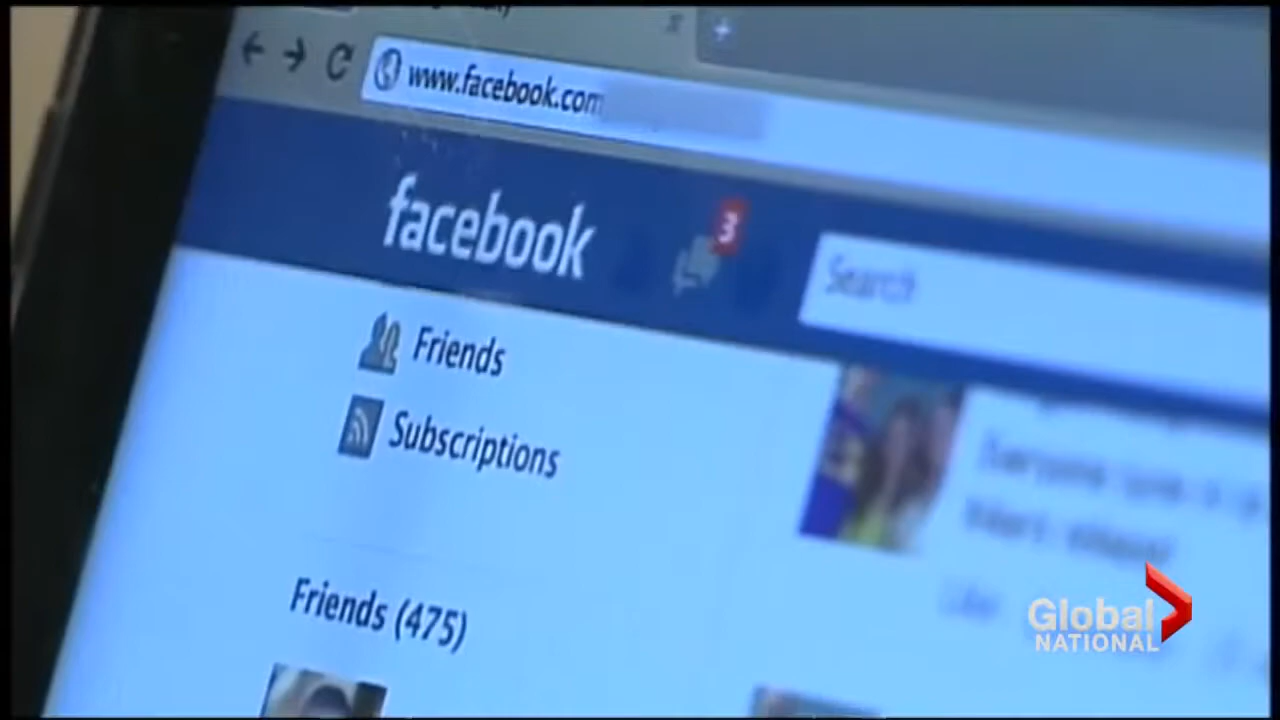 www.facebook.com
facebook
3
Search
Friends
Subscriptions
Friends (475)
Global
NATIONAL